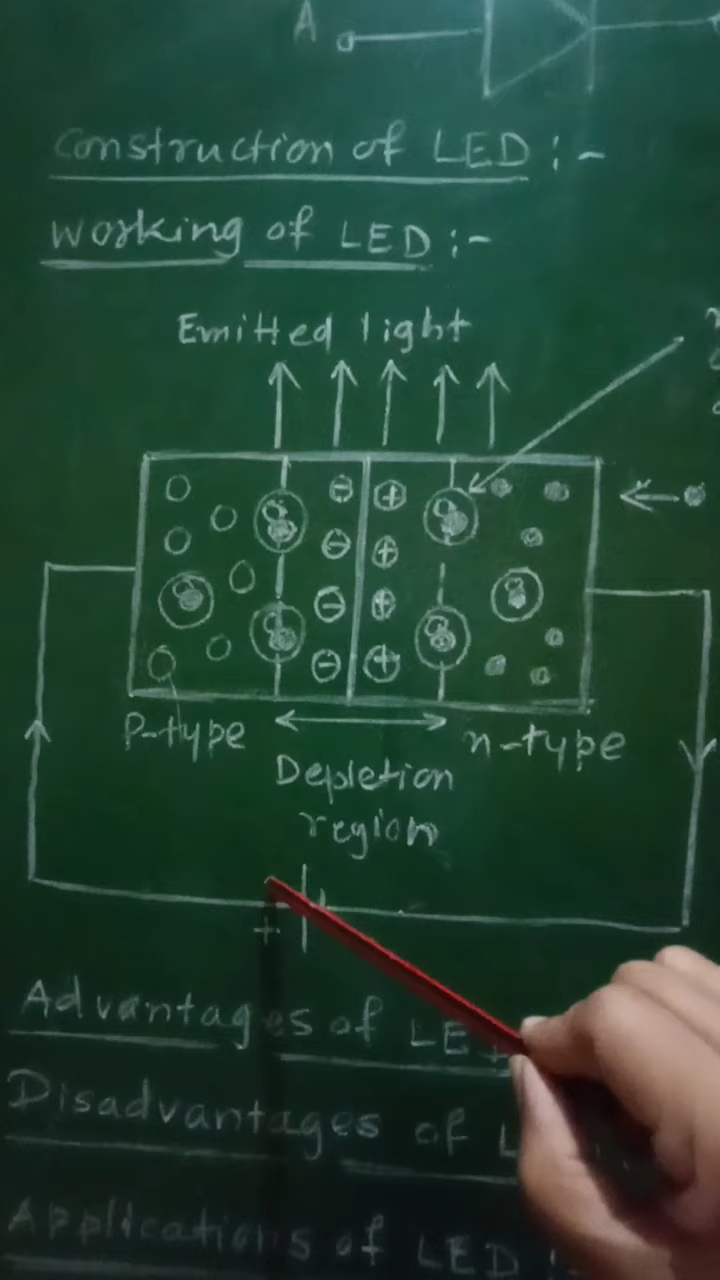 A
Construction of LED :-
Working of LED :-
Emitted light
P-type
n-type
Depletion
region
+
Advantages of LE
Disadvantages of L
Applications of LED :-